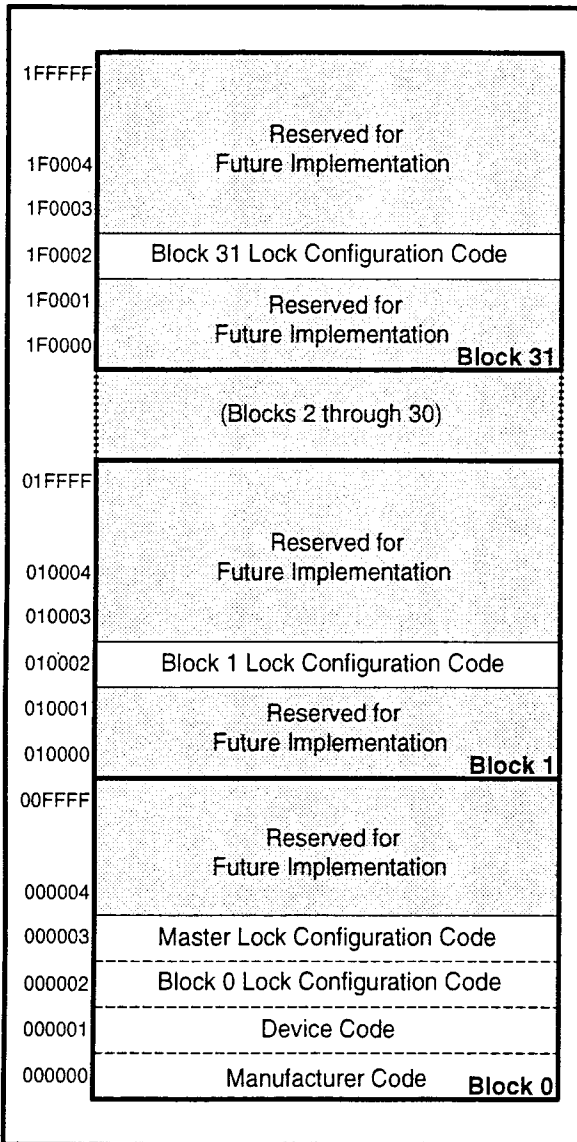 1FFFFF
Reserved for
1F0004 Future Implementation
1F0003
1F0002 Block 31 Lock Configuration Code
1F0001 Reserved for
Future Implementation
1F0000 Block 31
(Blocks 2 through 30)
01FFFF
Reserved for
010004 Future Implementation
010003
010002 Block 1 Lock Configuration Code
010001 Reserved for
Future Implementation
010000 Block 1
00FFFF
Reserved for
Future Implementation
000004
000003 Master Lock Configuration Code
000002 Block 0 Lock Configuration Code
000001 Device Code
000000 Manufacturer Code Block 0